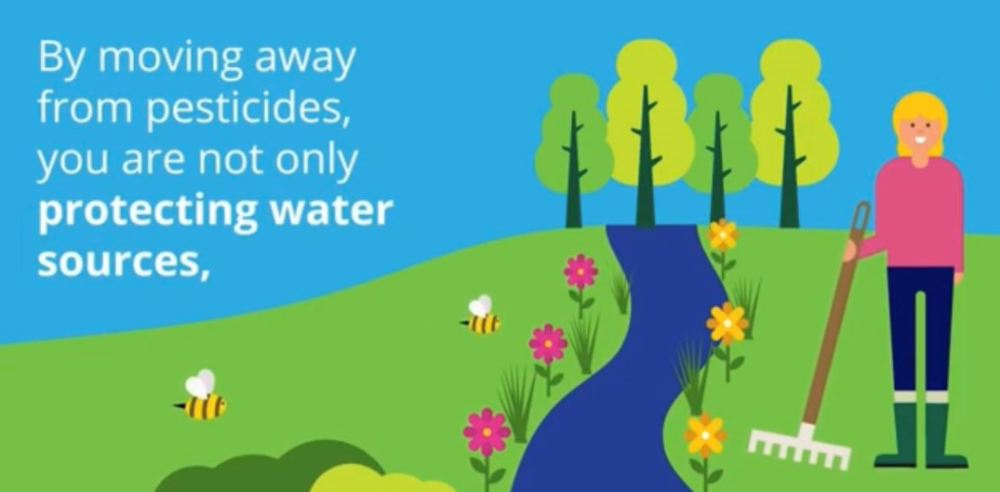 By moving away
from pesticides,
you are not only
protecting water
sources,